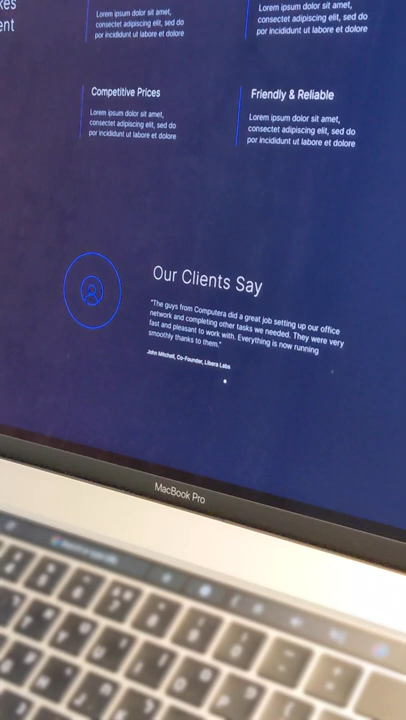 kes
ent
Lorem ipsum dolor sit amet,
consectet adipiscing elit, sed do
por incididunt ut labore et dolore
Lorem ipsum dolor sit amet,
consectet adipiscing elit, sed do
por incididunt ut labore et dolore
Competitive Prices
Lorem ipsum dolor sit amet,
consectet adipiscing elit, sed do
por incididunt ut labore et dolore
Friendly & Reliable
Lorem ipsum dolor sit amet,
consectet adipiscing elit, sed do
por incididunt ut labore et dolore
Our Clients Say
"The guys from Computera did a great job setting up our office
network and completing other tasks we needed. They were very
fast and pleasant to work with. Everything is now running
smoothly thanks to them."
John Mitchell, Co-Founder, Libera Labs
MacBook Pro